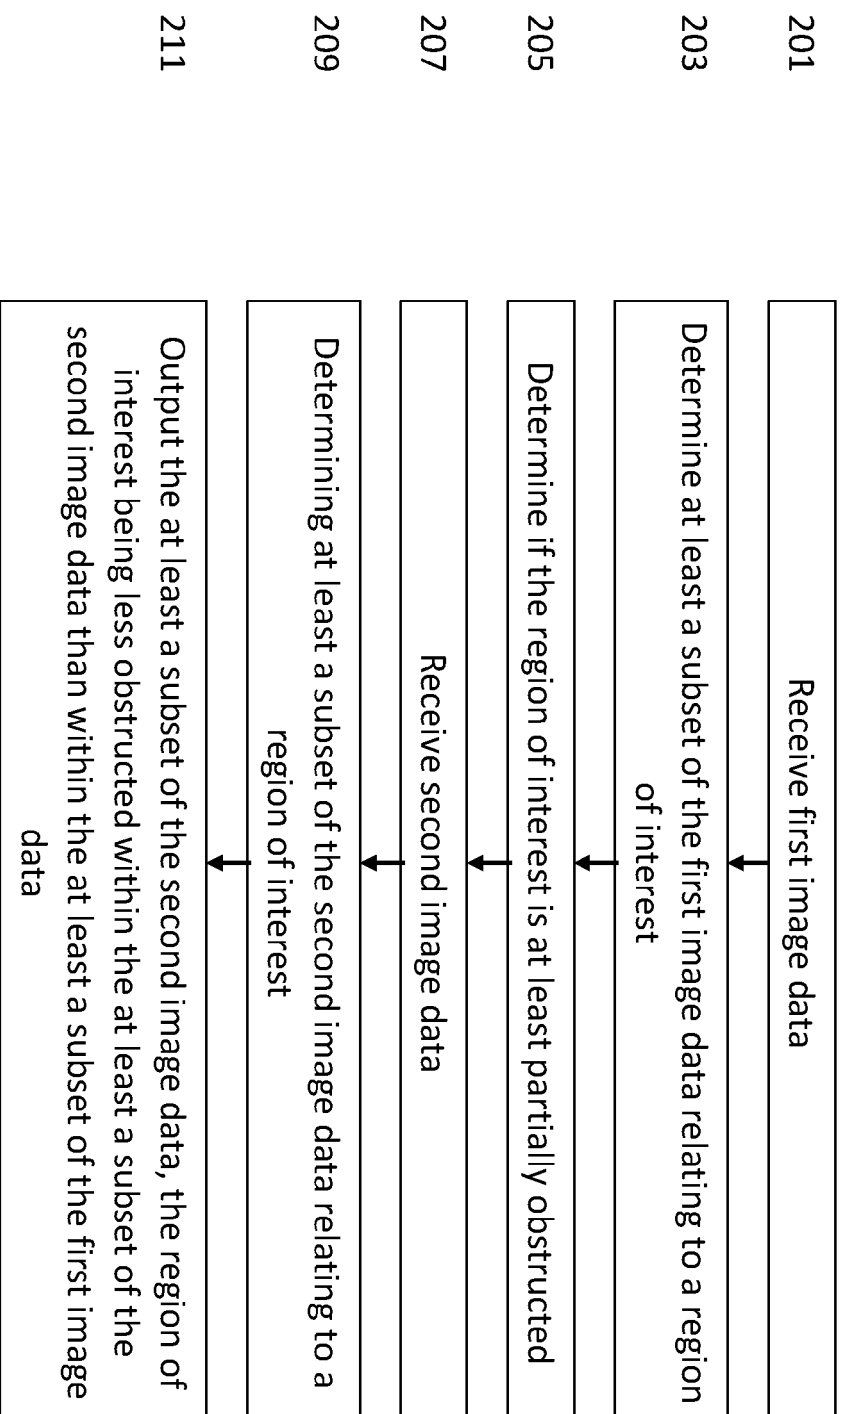 201
Receive first image data
203
Determine at least a subset of the first image data relating to a region
of interest
205
Determine if the region of interest is at least partially obstructed
207
Receive second image data
209
Determining at least a subset of the second image data relating to a
region of interest
211
Output the at least a subset of the second image data, the region of
interest being less obstructed within the at least a subset of the
second image data than within the at least a subset of the first image
data